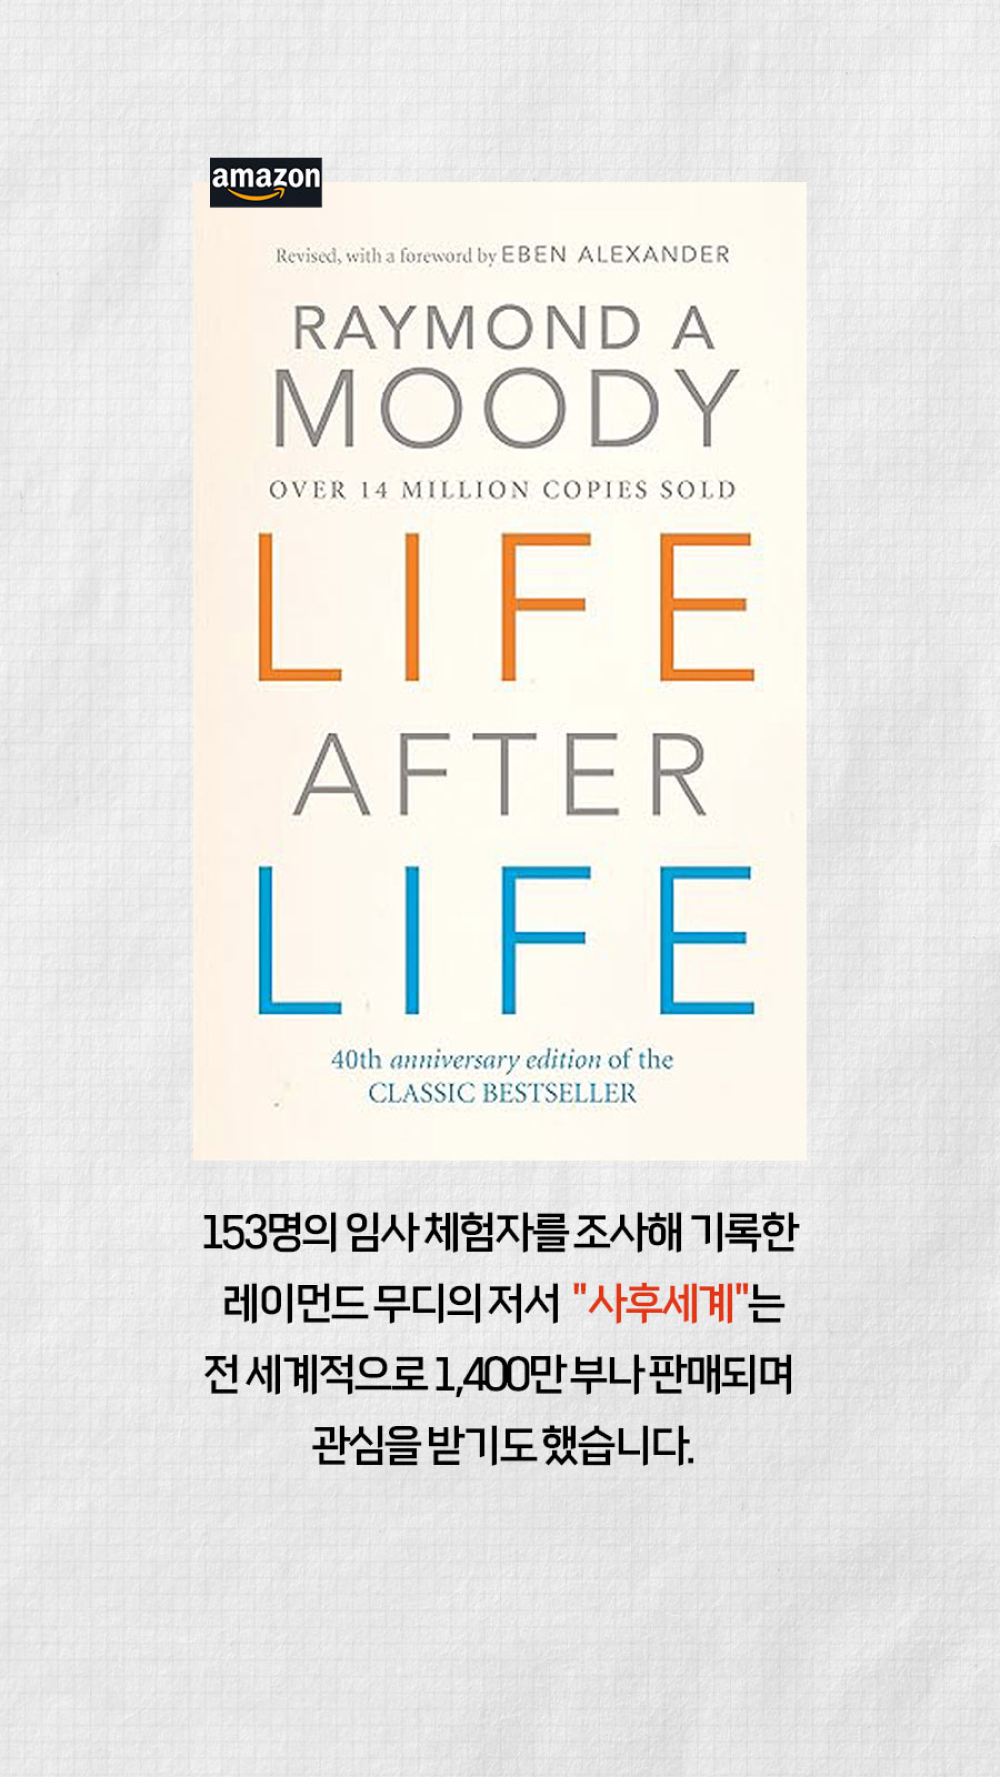 amazon
Revised, with a foreword by EBEN ALEXANDER
RAYMOND A
MOODY
OVER 14 MILLION COPIES SOLD
LIFE
AFTER
LIFE
40th anniversary edition of the
CLASSIC BESTSELLER
153명의 임사 체험자를 조사해 기록한
레이먼드 무디의 저서 "사후세계"는
전 세계적으로 1,400만 부나 판매되며
관심을 받기도 했습니다.